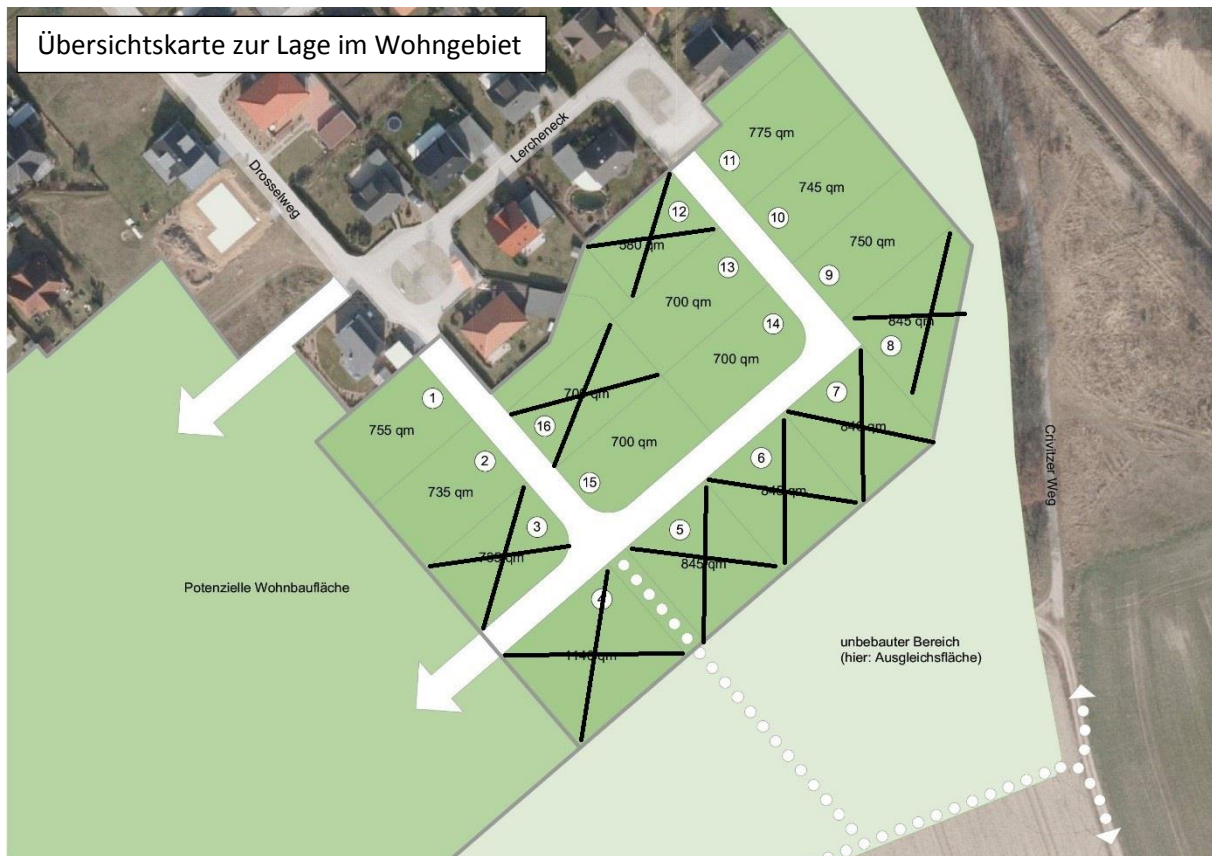 Übersichtskarte zur Lage im Wohngebiet
Drosselweg
Lercheneck
775 qm
11
745 qm
10
750 qm
9
845 qm
8
12
580 qm
13
700 qm
14
700 qm
7
1
755 qm
16
700 qm
2
735 qm
15
6
3
5
845 qm
4
Potenzielle Wohnbaufläche
unbebauter Bereich
(hier: Ausgleichsfläche)
Crivitzer Weg